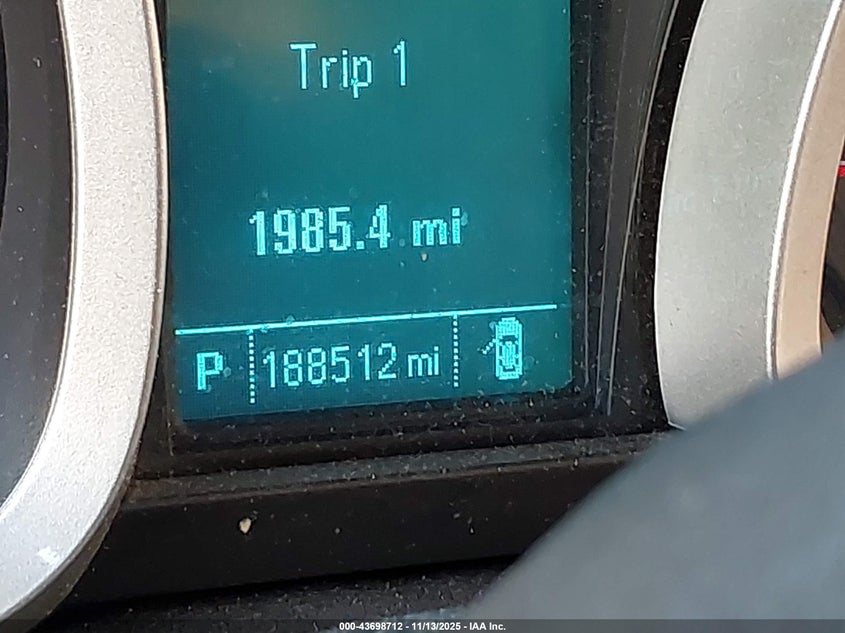 Trip 1
1985.4 mi
P 188512 mi
000-43698712 - 11/13/2025 - IAA Inc.